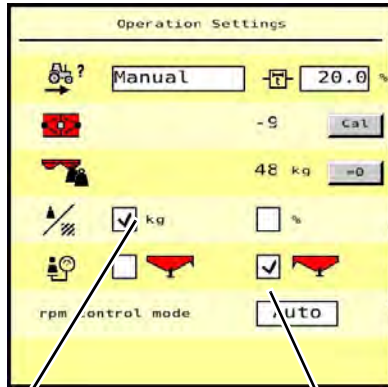 Operation Settings
? Manual t 20.0 %
-9 Cal
48 kg =0
kg %
rpm control mode Auto